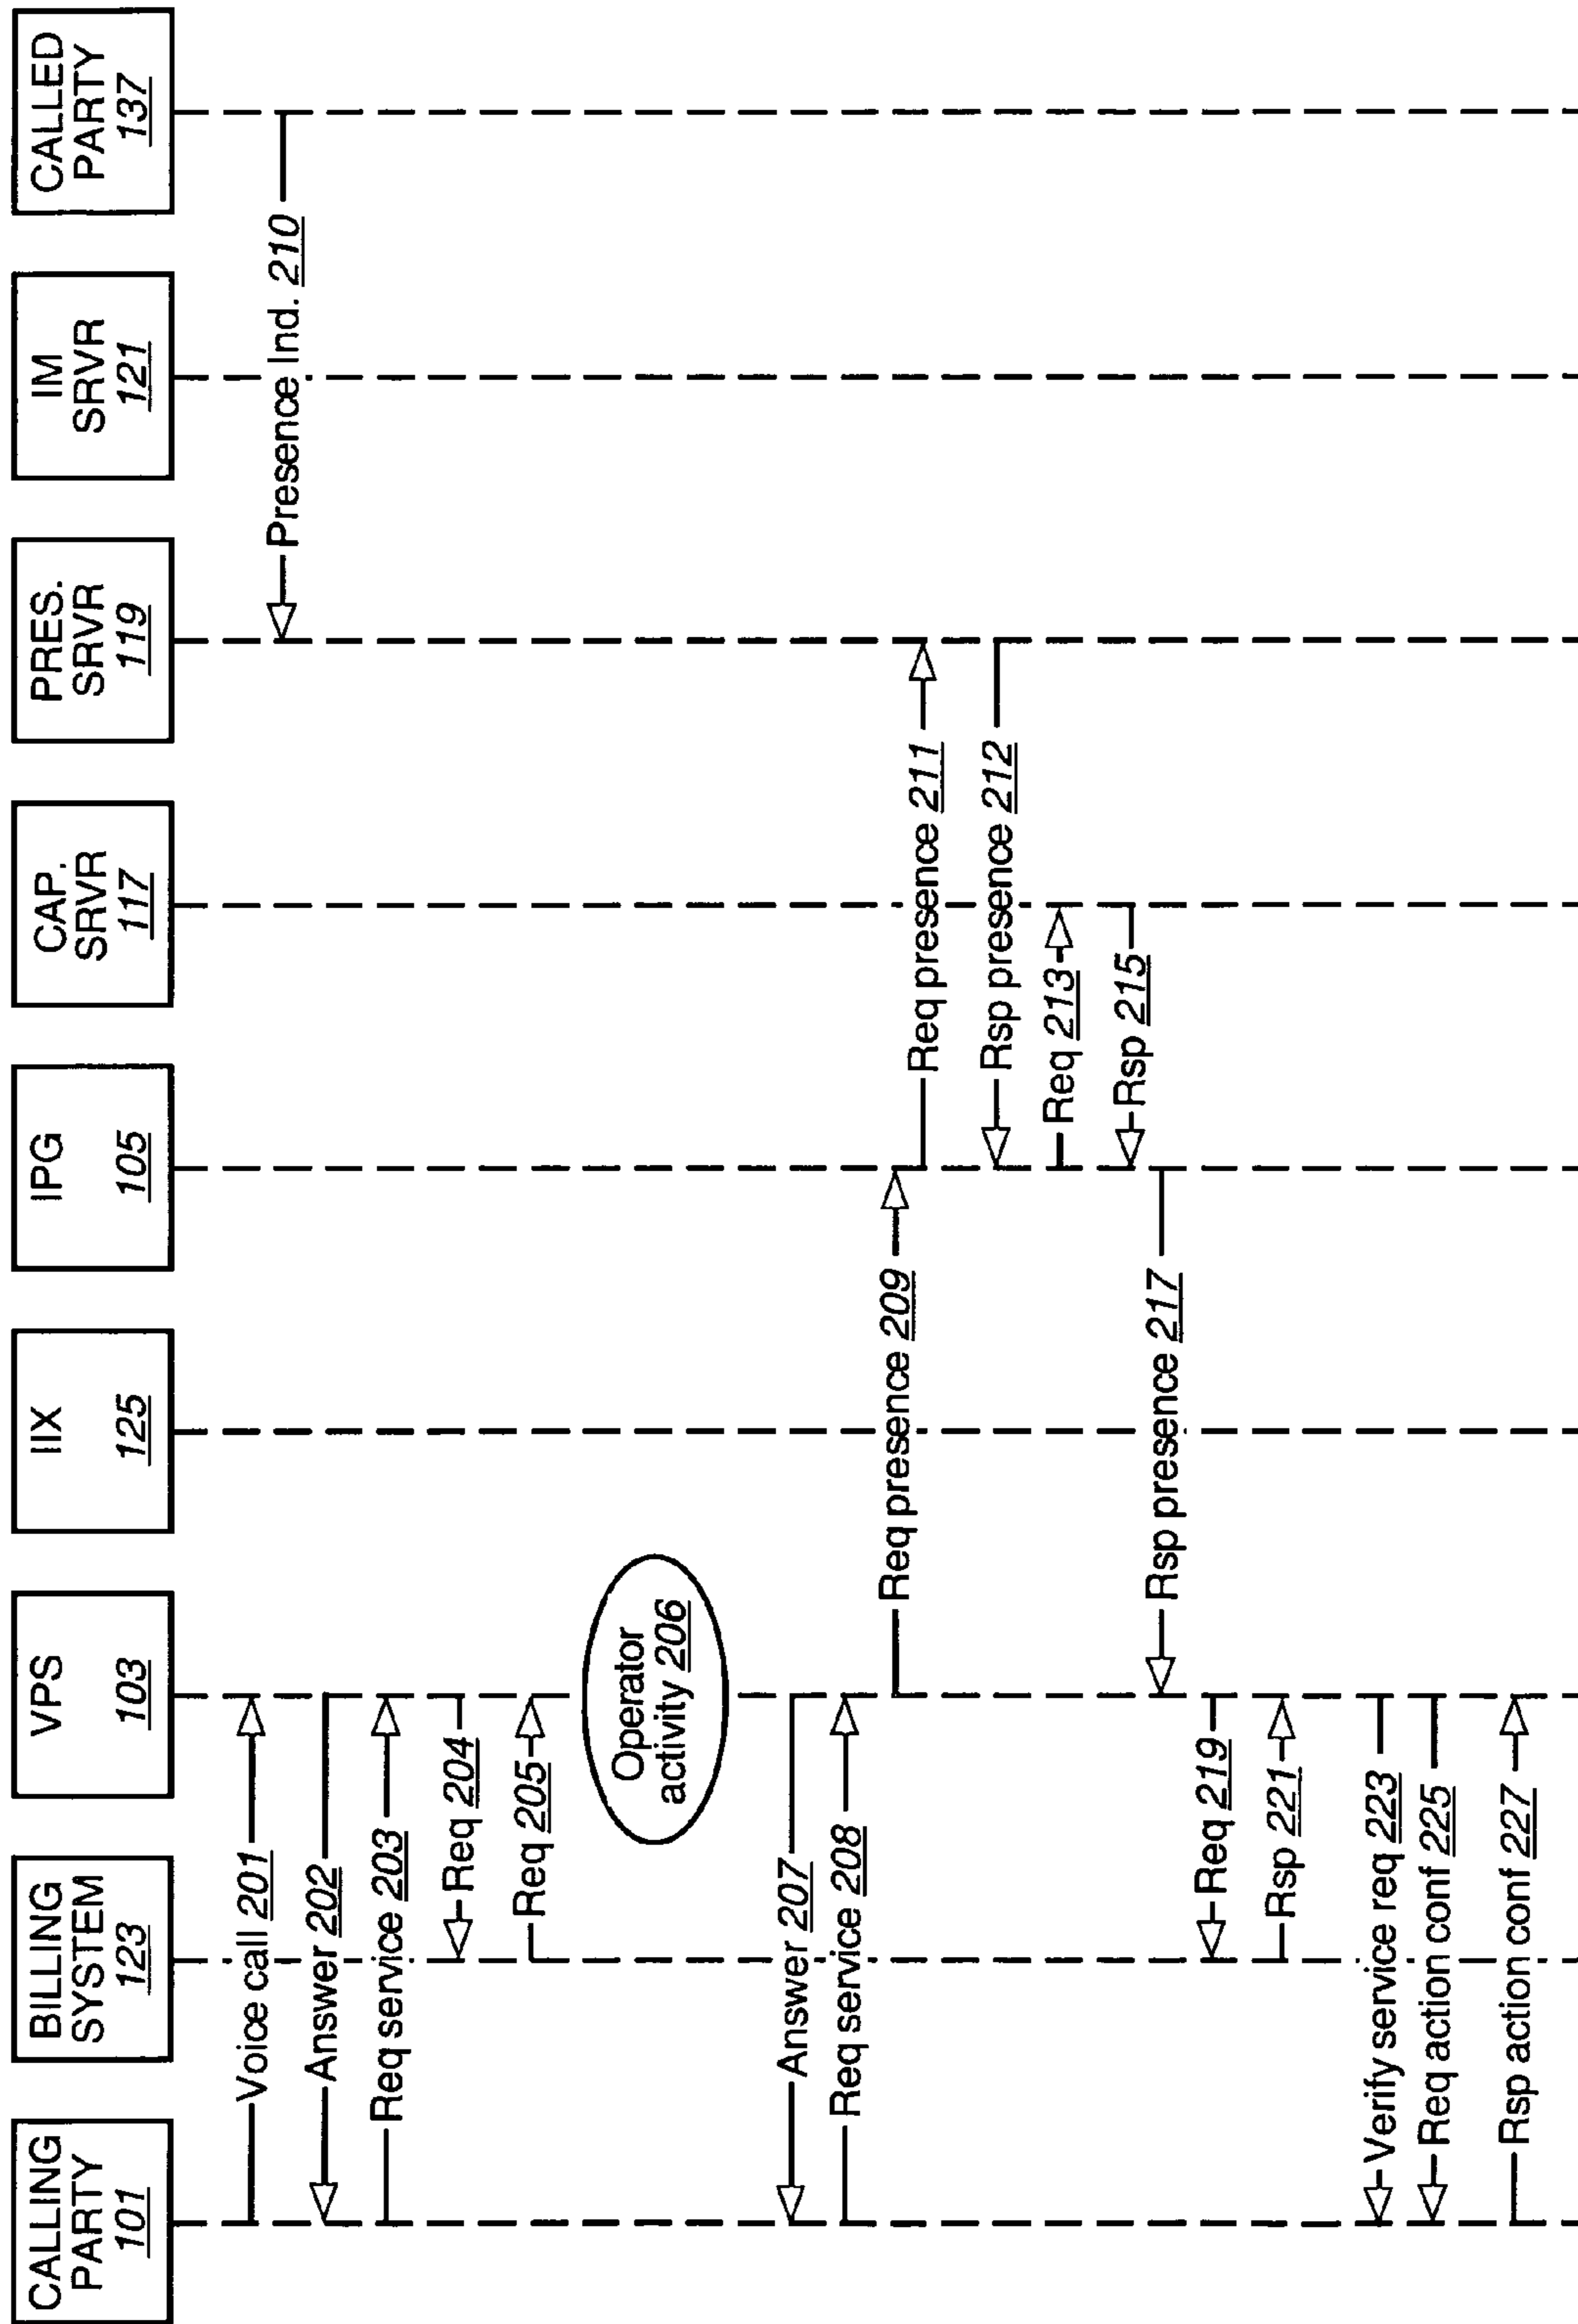 CALLING
PARTY
101
BILLING
SYSTEM
123
VPS
103
IIX
125
IPG
105
CAP.
SRVR
117
PRES.
SRVR
119
IM
SRVR
121
CALLED
PARTY
137
Voice call 201
Presence Ind. 210
Answer 202
Req service 203
Req 204
Req 205
Operator
activity 206
Answer 207
Req service 208
Req presence 209
Req presence 211
Rsp presence 212
Req 213
Rsp 215
Rsp presence 217
Req 219
Rsp 221
Verify service req 223
Req action conf 225
Rsp action conf 227